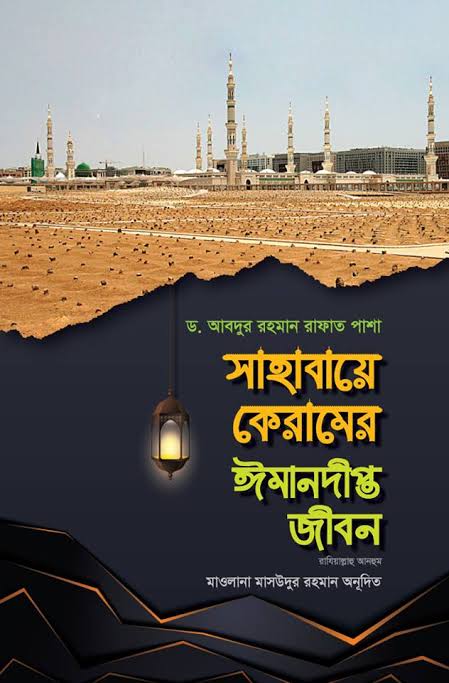 ড. আবদুর রহমান রাফাত পাশা
সাহাবায়ে
কেরামের
ঈমানদীপ্ত
জীবন
রাযিয়াল্লাহু আনহুম
মাওলানা মাসউদুর রহমান অনূদিত